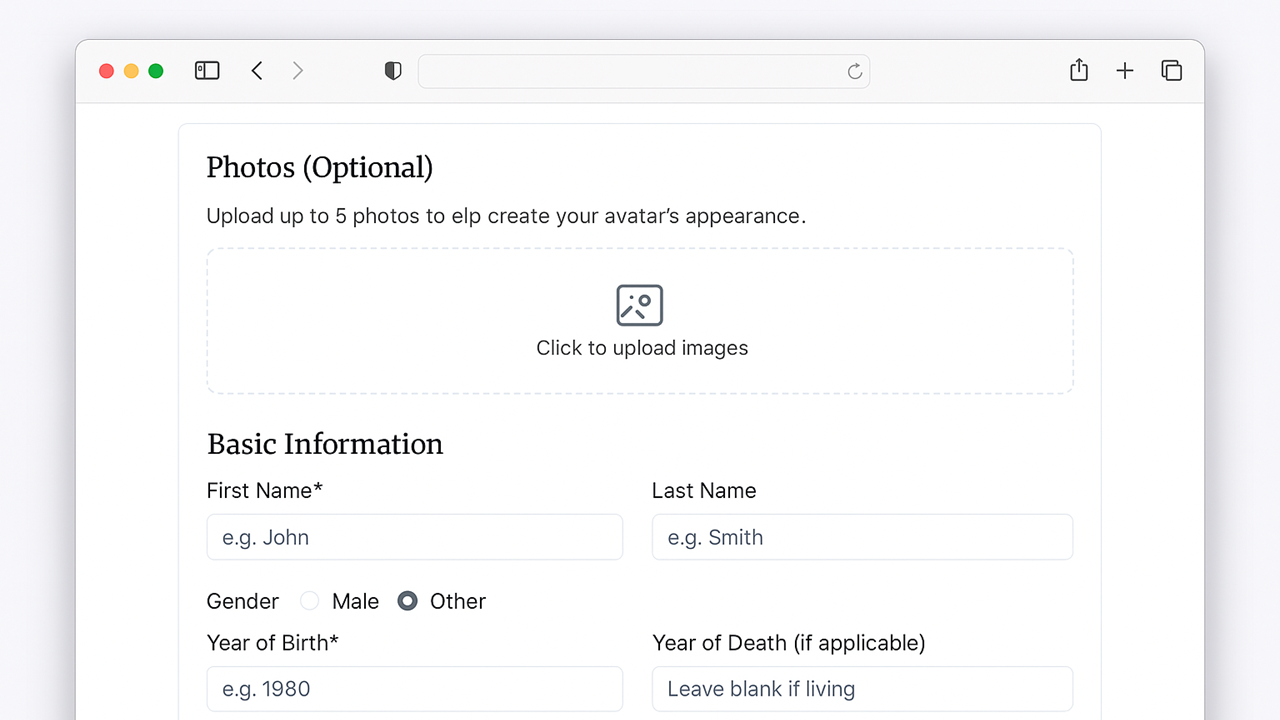 Photos (Optional)
Upload up to 5 photos to elp create your avatar’s appearance.
Click to upload images
Basic Information
First Name* Last Name
e.g. John e.g. Smith
Gender Male Other
Year of Birth* Year of Death (if applicable)
e.g. 1980 Leave blank if living